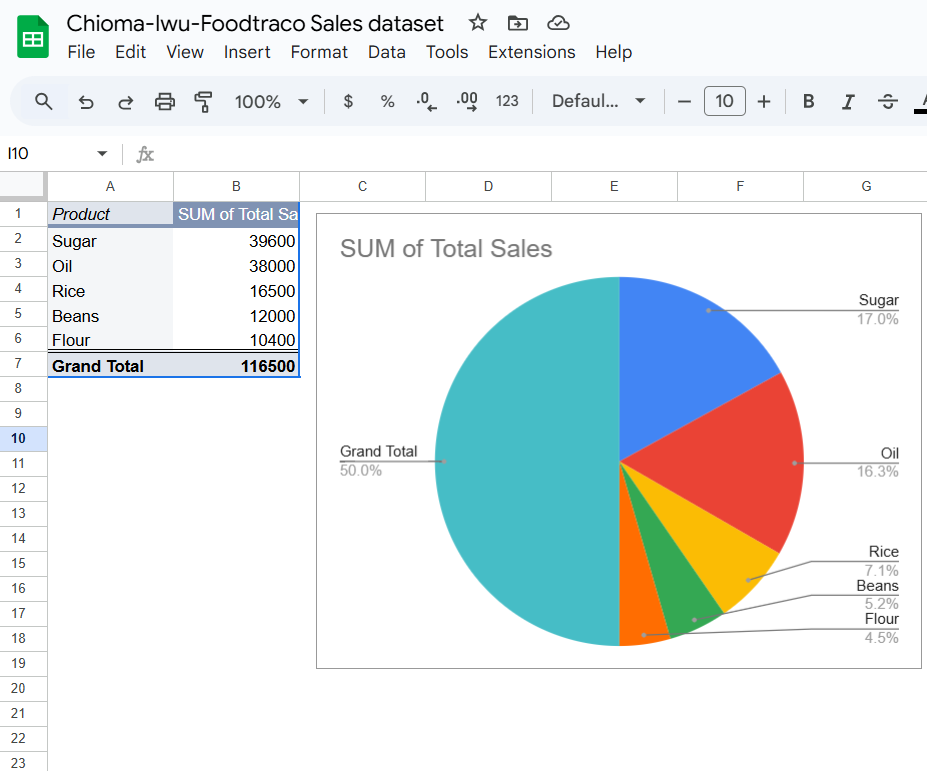 Chioma-Iwu-Foodtraco Sales dataset
File Edit View Insert Format Data Tools Extensions Help
100% $ % .0 .00 123 Defaul... − 10 + B I S A
I10 fx
A B C D E F G
1 Product SUM of Total Sa
2 Sugar 39600
3 Oil 38000
4 Rice 16500
5 Beans 12000
6 Flour 10400
7 Grand Total 116500
8
9
10
11
12
13
14
15
16
17
18
19
20
21
22
23
SUM of Total Sales
Sugar
17.0%
Oil
16.3%
Grand Total
50.0%
Rice
7.1%
Beans
5.2%
Flour
4.5%